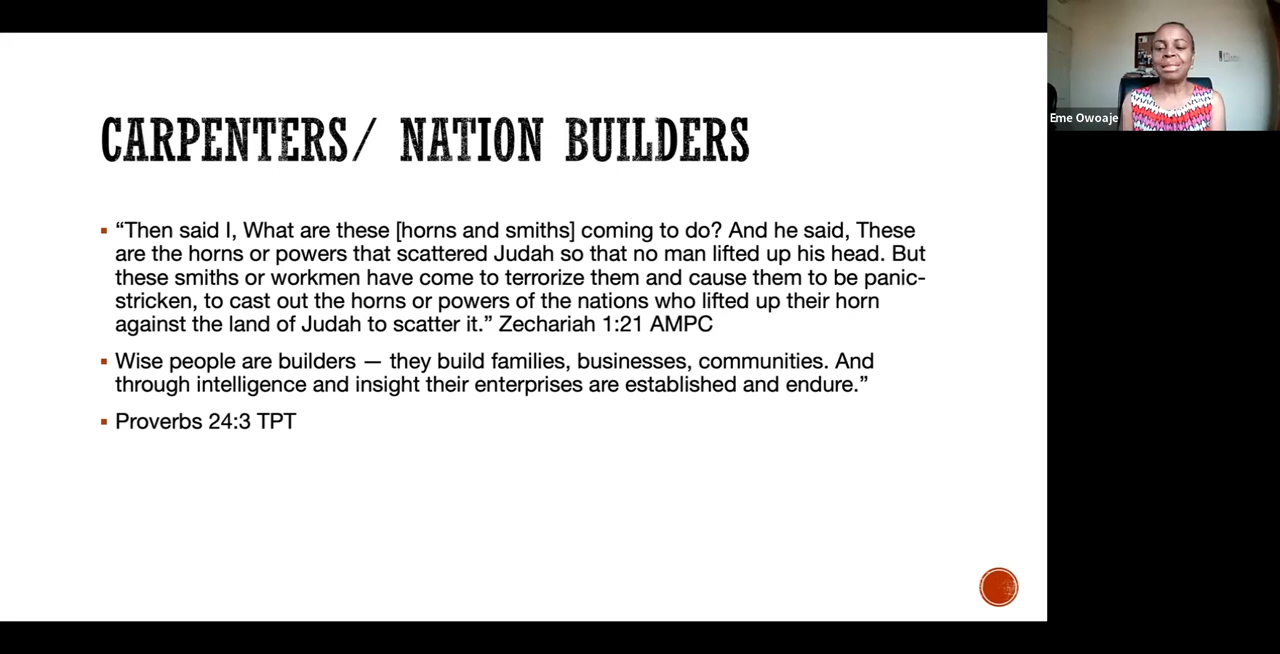 CARPENTERS/ NATION BUILDERS
▪ “Then said I, What are these [horns and smiths] coming to do? And he said, These
are the horns or powers that scattered Judah so that no man lifted up his head. But
these smiths or workmen have come to terrorize them and cause them to be panic-
stricken, to cast out the horns or powers of the nations who lifted up their horn
against the land of Judah to scatter it.” Zechariah 1:21 AMPC
▪ Wise people are builders — they build families, businesses, communities. And
through intelligence and insight their enterprises are established and endure.”
▪ Proverbs 24:3 TPT
Eme Owoaje